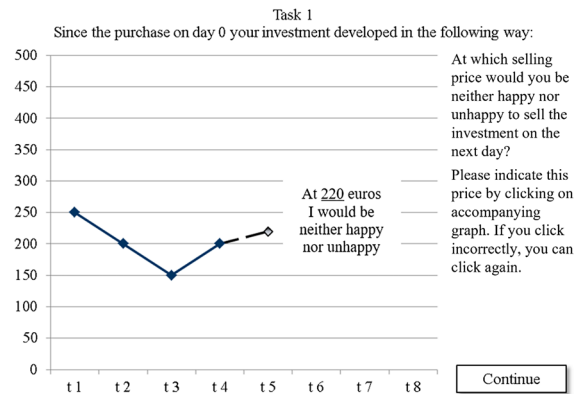 Task 1
Since the purchase on day 0 your investment developed in the following way:
500
450
400
350
300
250
200
150
100
50
0
t 1 t 2 t 3 t 4 t 5 t 6 t 7 t 8
At 220 euros
I would be
neither happy
nor unhappy
At which selling
price would you be
neither happy nor
unhappy to sell the
investment on the
next day?
Please indicate this
price by clicking on
accompanying
graph. If you click
incorrectly, you can
click again.
Continue